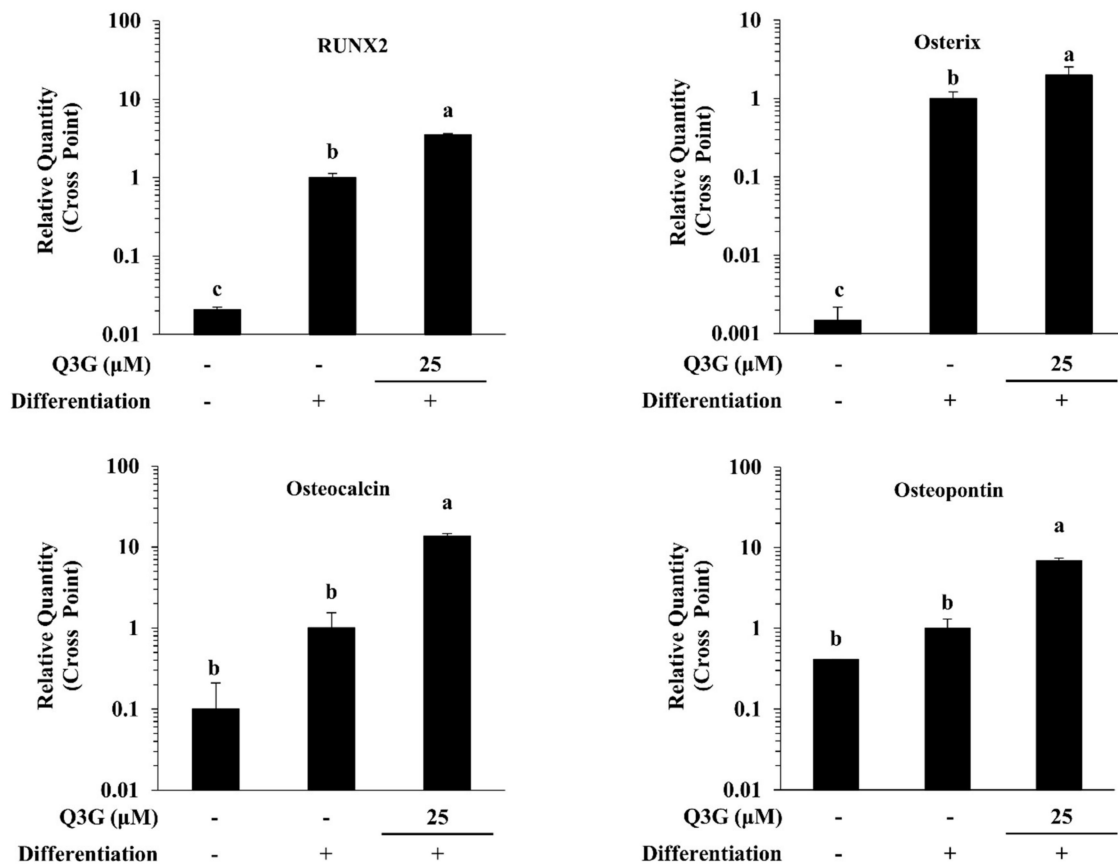 RUNX2
Relative Quantity
(Cross Point)
100
10
1
0.1
0.01
c
b
a
Q3G (μM)
- - 25
Differentiation
- + +
Osterix
Relative Quantity
(Cross Point)
10
1
0.1
0.01
0.001
c
b
a
Q3G (μM)
- - 25
Differentiation
- + +
Osteocalcin
Relative Quantity
(Cross Point)
100
10
1
0.1
0.01
b
b
a
Q3G (μM)
- - 25
Differentiation
- + +
Osteopontin
Relative Quantity
(Cross Point)
100
10
1
0.1
0.01
b
b
a
Q3G (μM)
- - 25
Differentiation
- + +